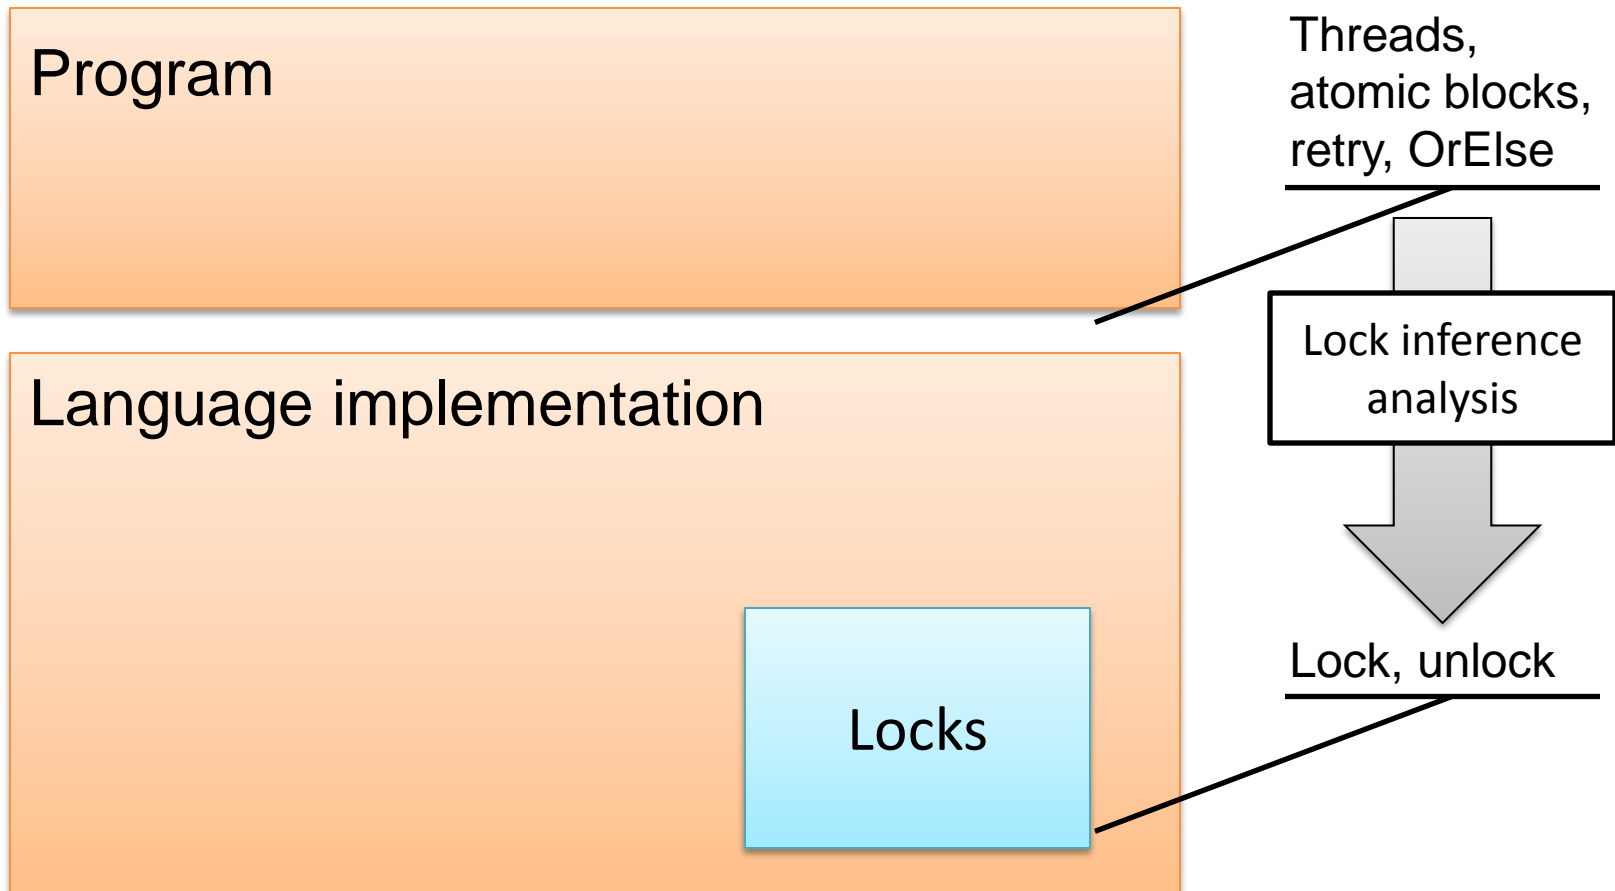 Program
Threads,
atomic blocks,
retry, OrElse
Lock inference
analysis
Language implementation
Lock, unlock
Locks